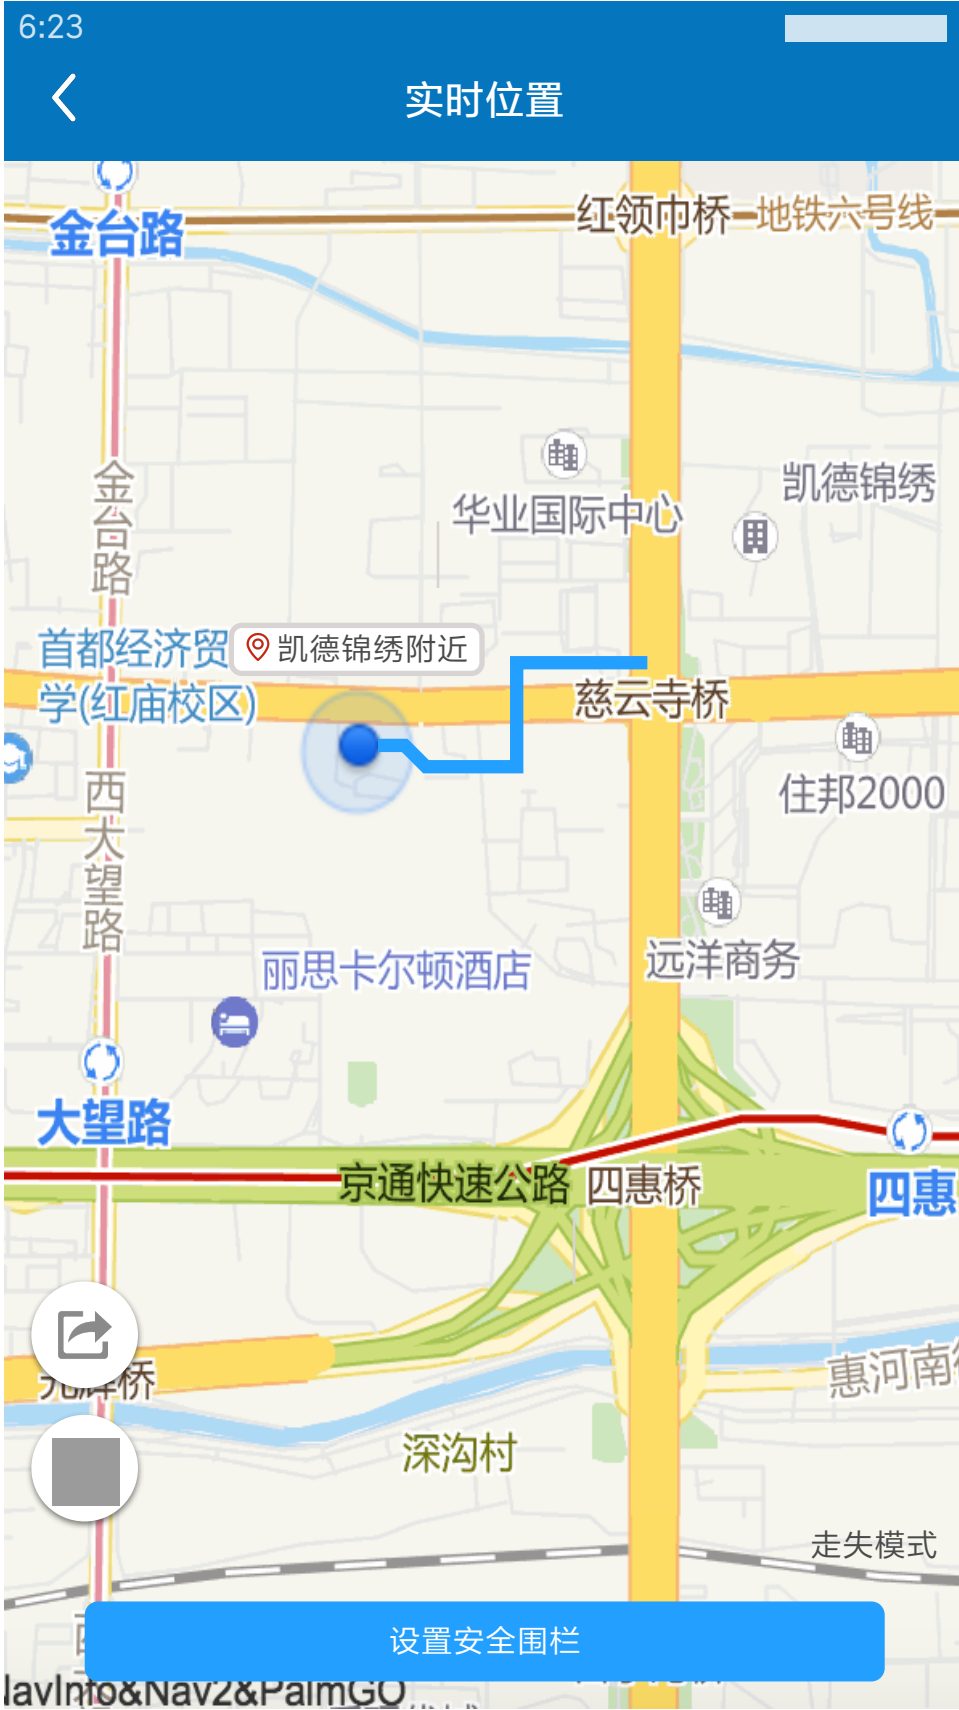 6:23
实时位置
金台路
红领巾桥
地铁六号线
金台路
华业国际中心
凯德锦绣
首都经济贸
学(红庙校区)
凯德锦绣附近
慈云寺桥
住邦2000
西大望路
丽思卡尔顿酒店
远洋商务
大望路
京通快速公路
四惠桥
四惠
惠河南
深沟村
走失模式
设置安全围栏
NavInfo&Nav2&PalmGO